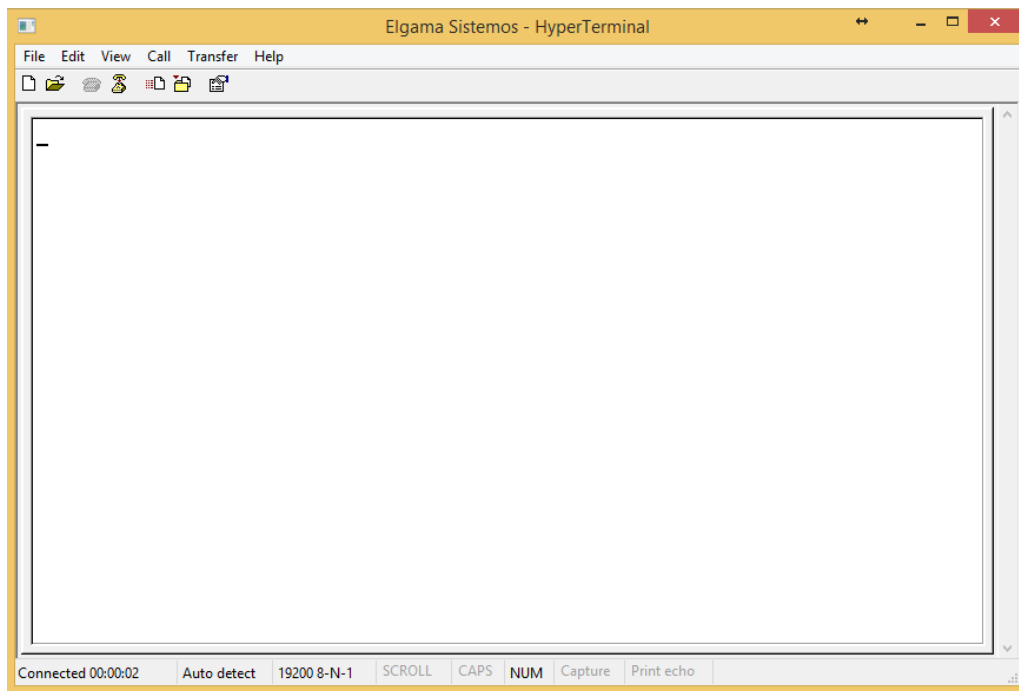 Elgama Sistemos - HyperTerminal
File Edit View Call Transfer Help
Connected 00:00:02 Auto detect 19200 8-N-1 SCROLL CAPS NUM Capture Print echo